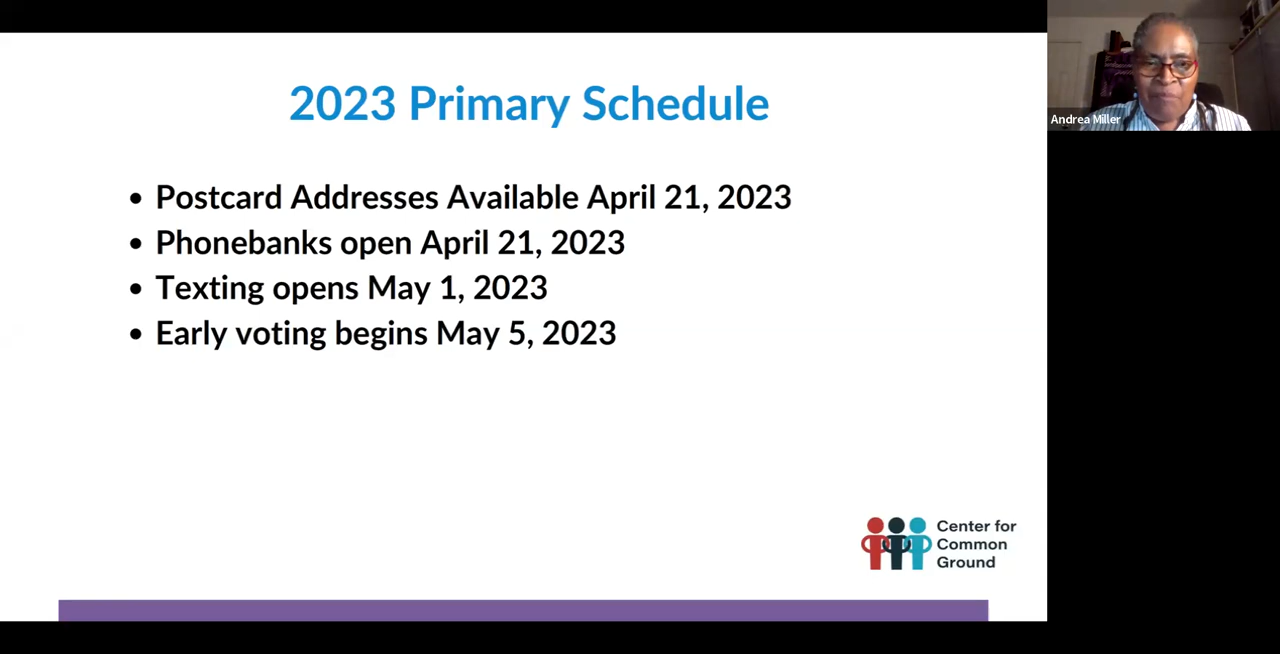 2023 Primary Schedule
• Postcard Addresses Available April 21, 2023
• Phonebanks open April 21, 2023
• Texting opens May 1, 2023
• Early voting begins May 5, 2023
Andrea Miller
Center for
Common
Ground